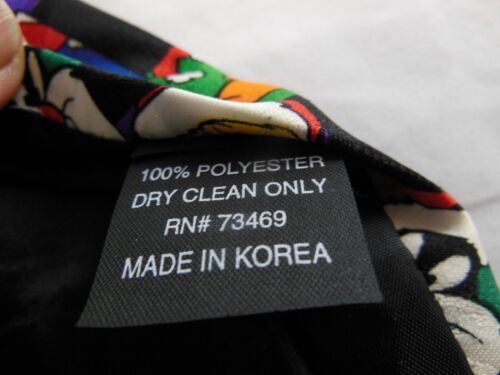 100% POLYESTER
DRY CLEAN ONLY
RN# 73469
MADE IN KOREA